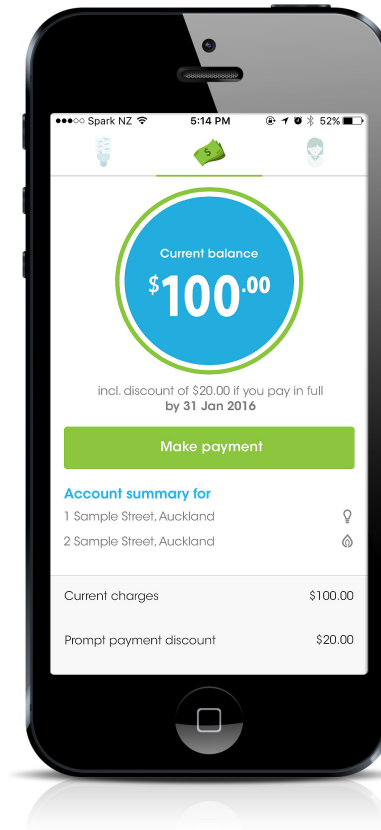 Spark NZ 5:14 PM 52%
Current balance
$100.00
incl. discount of $20.00 if you pay in full
by 31 Jan 2016
Make payment
Account summary for
1 Sample Street, Auckland
2 Sample Street, Auckland
Current charges $100.00
Prompt payment discount $20.00